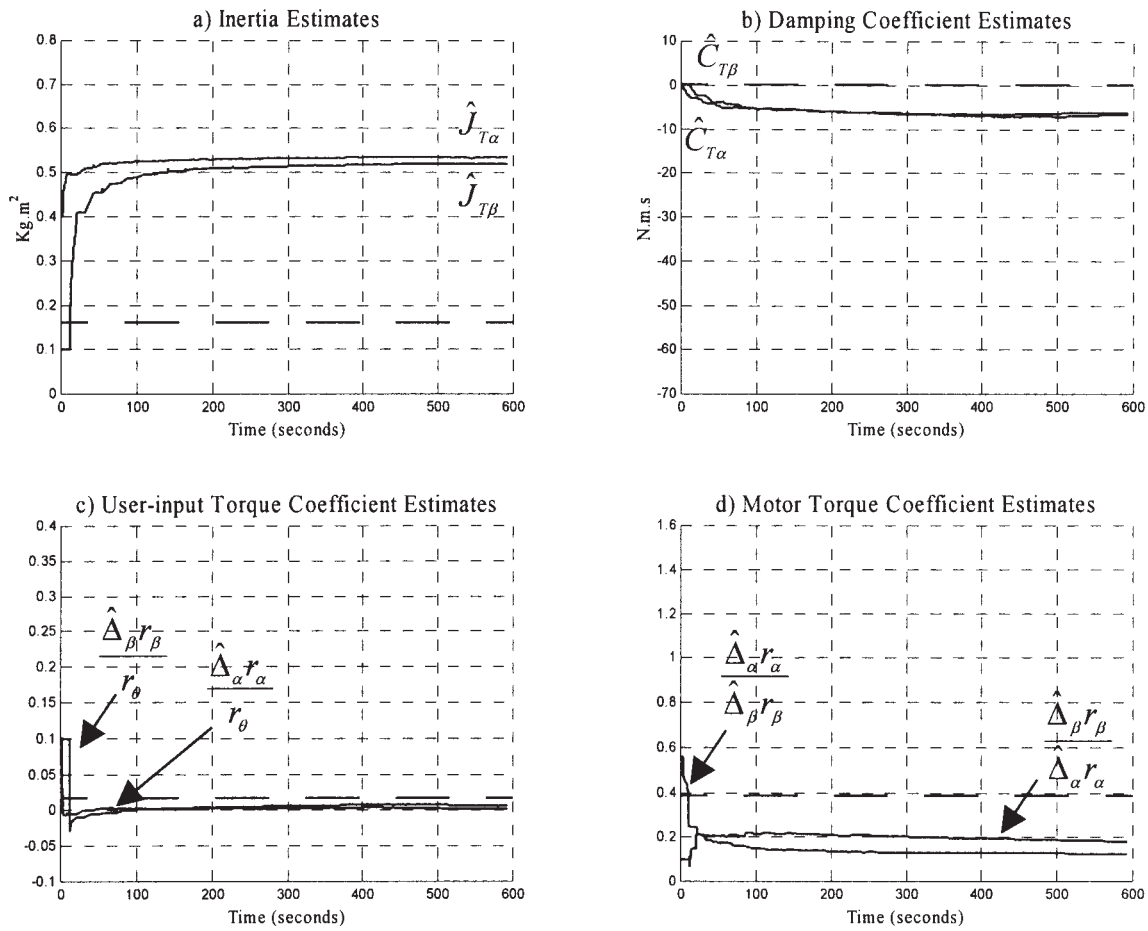 a) Inertia Estimates
0.8
0.7
0.6
0.5
0.4
0.3
0.2
0.1
0
Kg.m²
Ĵ_Tα
Ĵ_Tβ
0 100 200 300 400 500 600
Time (seconds)
b) Damping Coefficient Estimates
10
0
-10
-20
-30
-40
-50
-60
-70
N.m.s
Ĉ_Tβ
Ĉ_Tα
0 100 200 300 400 500 600
Time (seconds)
c) User-input Torque Coefficient Estimates
0.4
0.35
0.3
0.25
0.2
0.15
0.1
0.05
0
-0.05
-0.1
Δ̂_β r_β
r_θ
Δ̂_α r_α
r_θ
0 100 200 300 400 500 600
Time (seconds)
d) Motor Torque Coefficient Estimates
1.6
1.4
1.2
1
0.8
0.6
0.4
0.2
0
Δ̂_α r_α
Δ̂_β r_β
Δ̂_β r_β
Δ̂_α r_α
0 100 200 300 400 500 600
Time (seconds)